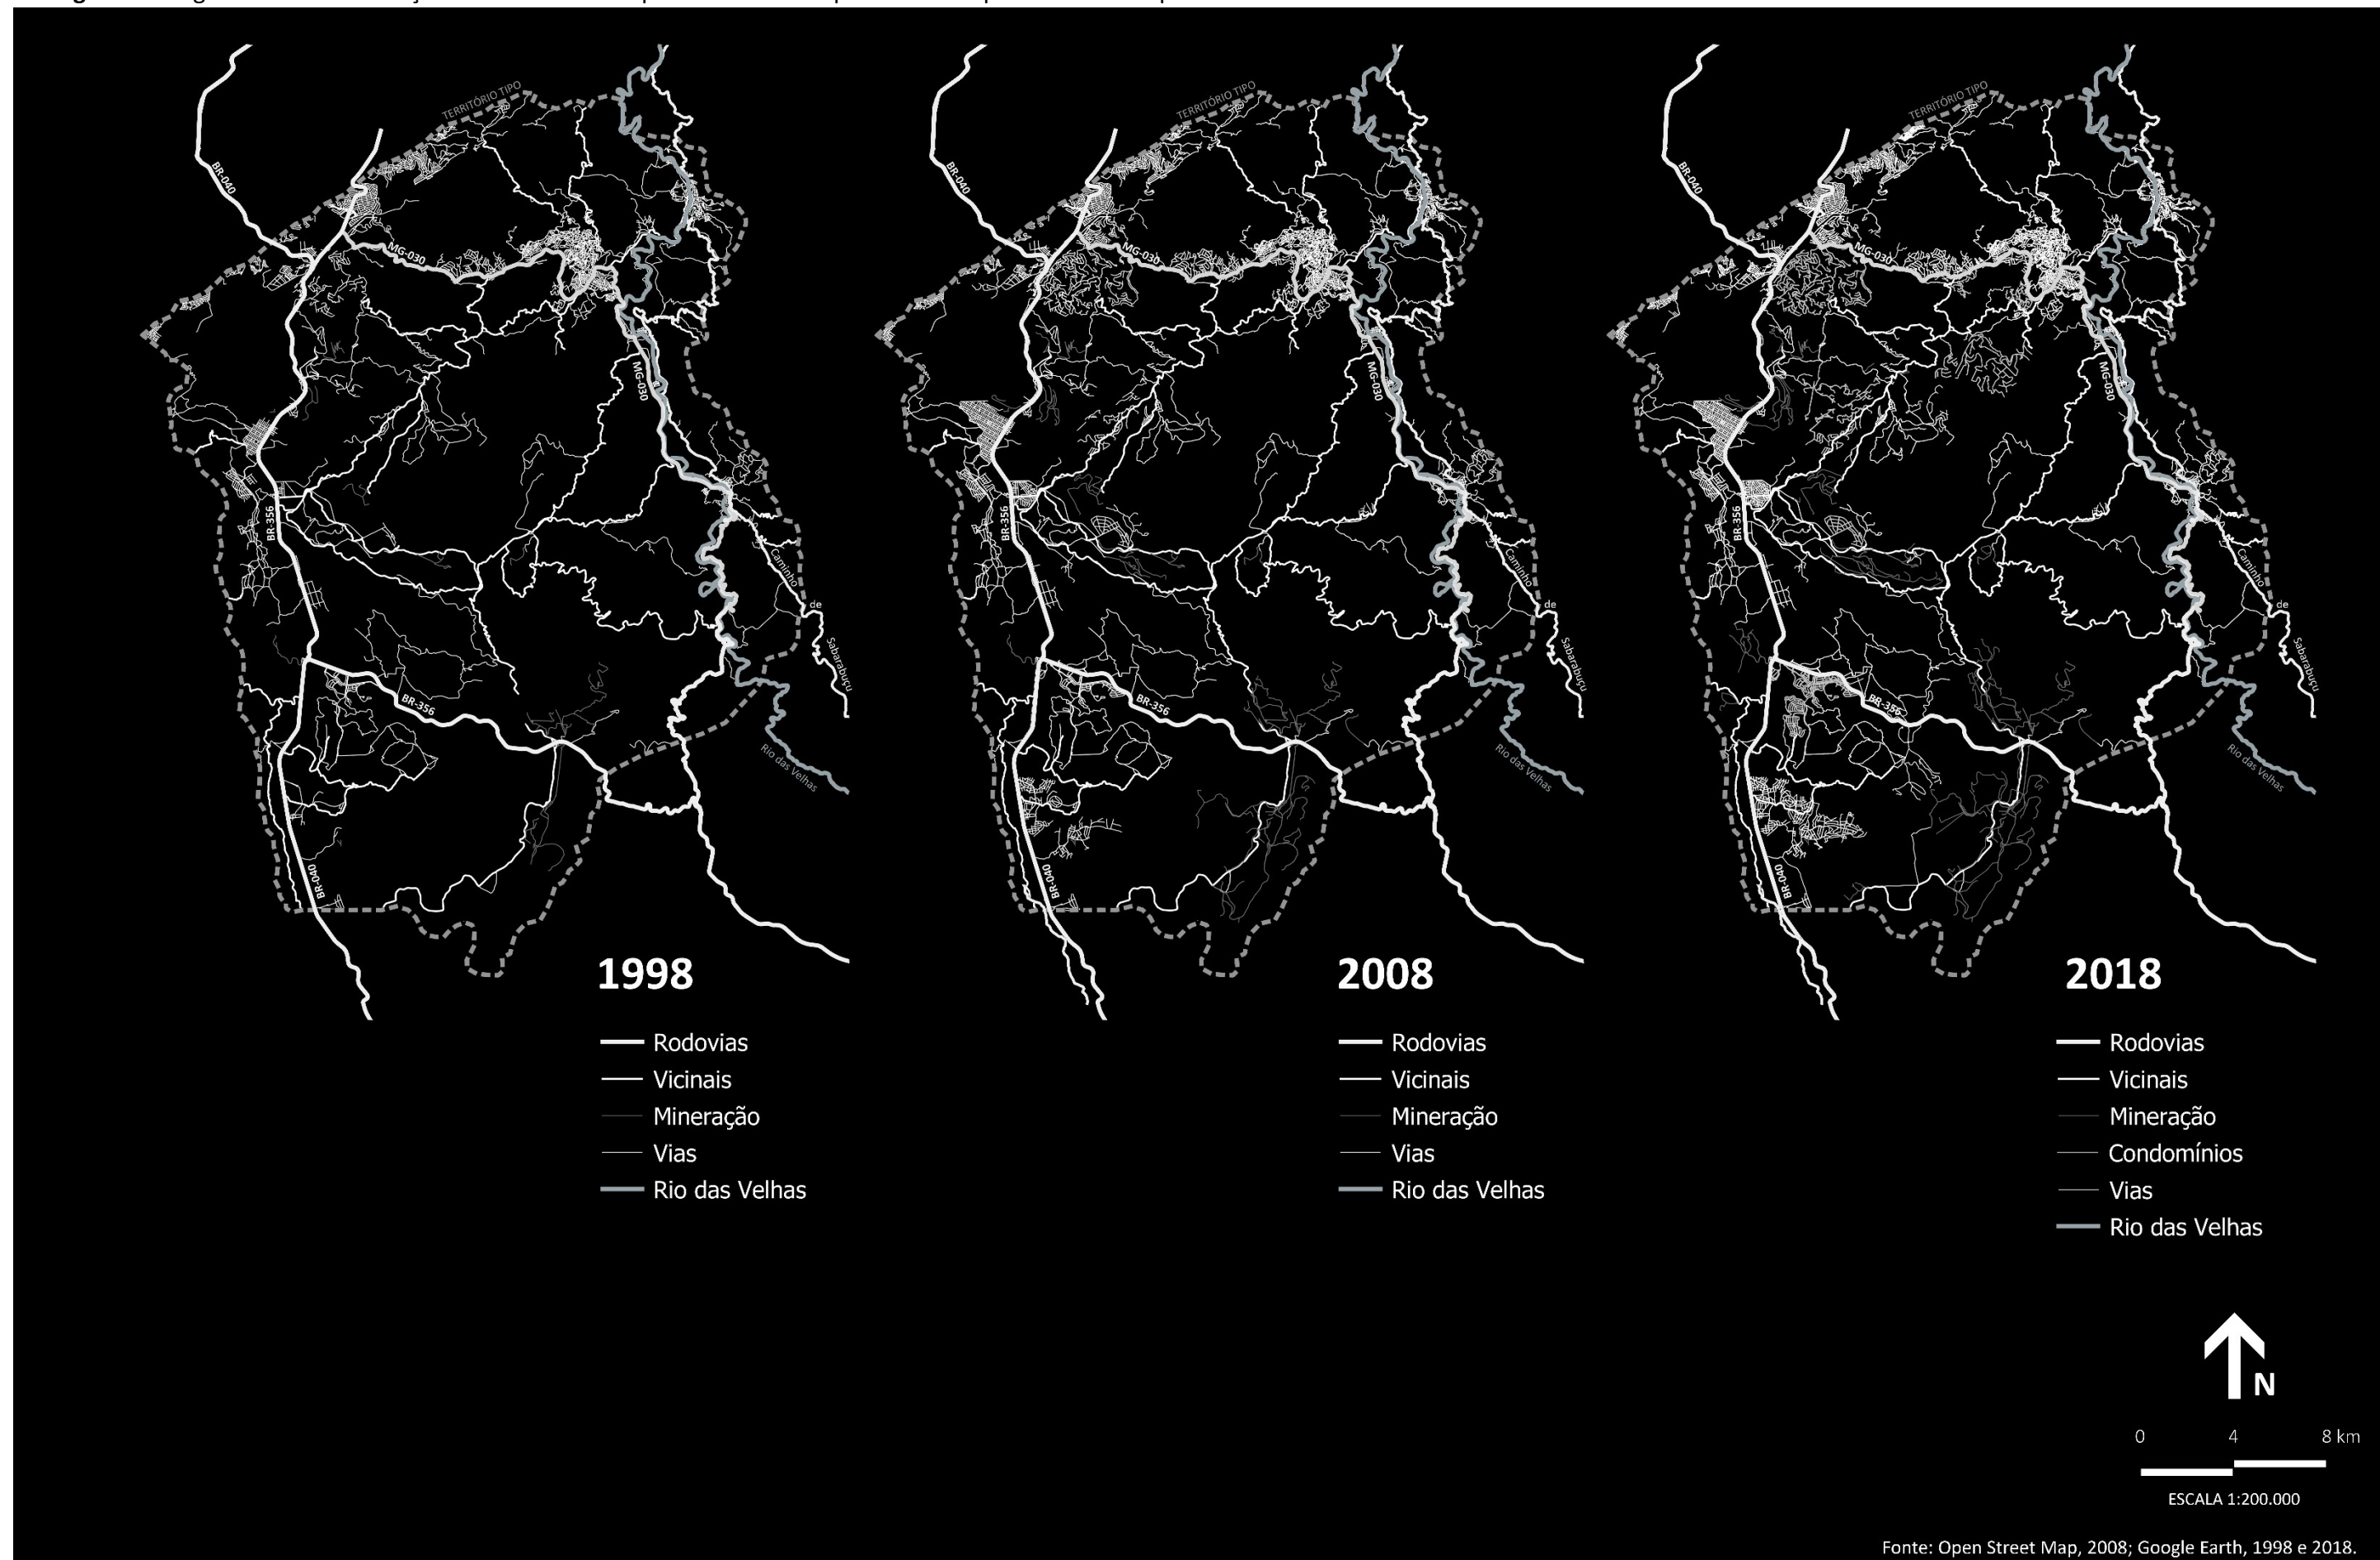 TERRITÓRIO TIPO
BR-040
MG-030
MG-030
BR-356
Caminho
de
Sabarabuçu
BR-356
Rio das Velhas
BR-040
1998
Rodovias
Vicinais
Mineração
Vias
Rio das Velhas
TERRITÓRIO TIPO
BR-040
MG-030
MG-030
BR-356
Caminho
de
Sabarabuçu
BR-356
Rio das Velhas
BR-040
2008
Rodovias
Vicinais
Mineração
Vias
Rio das Velhas
TERRITÓRIO TIPO
BR-040
MG-030
MG-030
BR-356
Caminho
de
Sabarabuçu
BR-356
Rio das Velhas
BR-040
2018
Rodovias
Vicinais
Mineração
Condomínios
Vias
Rio das Velhas
N
0 4 8 km
ESCALA 1:200.000
Fonte: Open Street Map, 2008; Google Earth, 1998 e 2018.